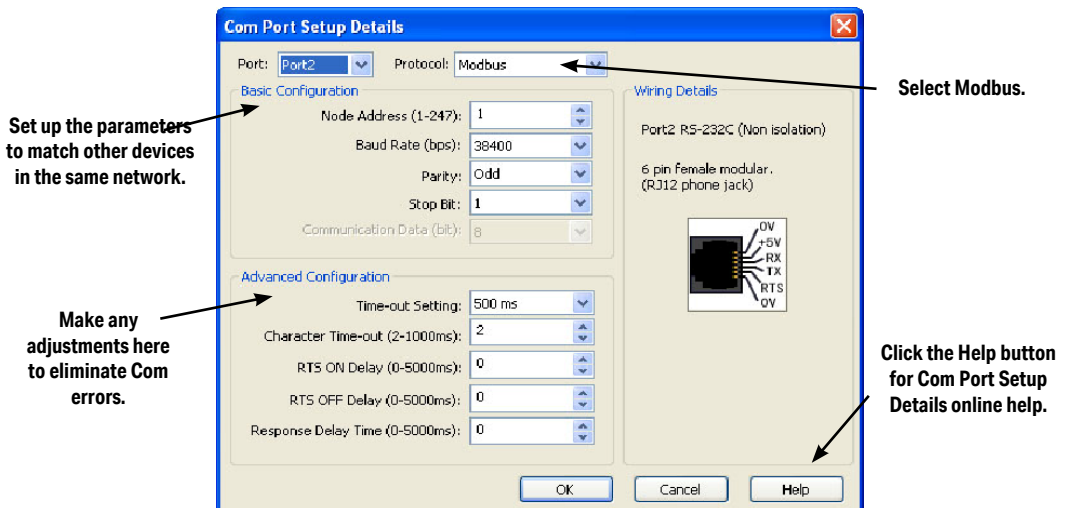 Com Port Setup Details
Port: Port2 Protocol: Modbus
Select Modbus.
Basic Configuration
Set up the parameters
to match other devices
in the same network.
Node Address (1-247): 1
Baud Rate (bps): 38400
Parity: Odd
Stop Bit: 1
Communication Data (bit): 8
Wiring Details
Port2 RS-232C (Non isolation)
6 pin female modular.
(RJ12 phone jack)
0V
+5V
RX
TX
RTS
0V
Advanced Configuration
Make any
adjustments here
to eliminate Com
errors.
Time-out Setting: 500 ms
Character Time-out (2-1000ms): 2
RTS ON Delay (0-5000ms): 0
RTS OFF Delay (0-5000ms): 0
Response Delay Time (0-5000ms): 0
Click the Help button
for Com Port Setup
Details online help.
OK Cancel Help